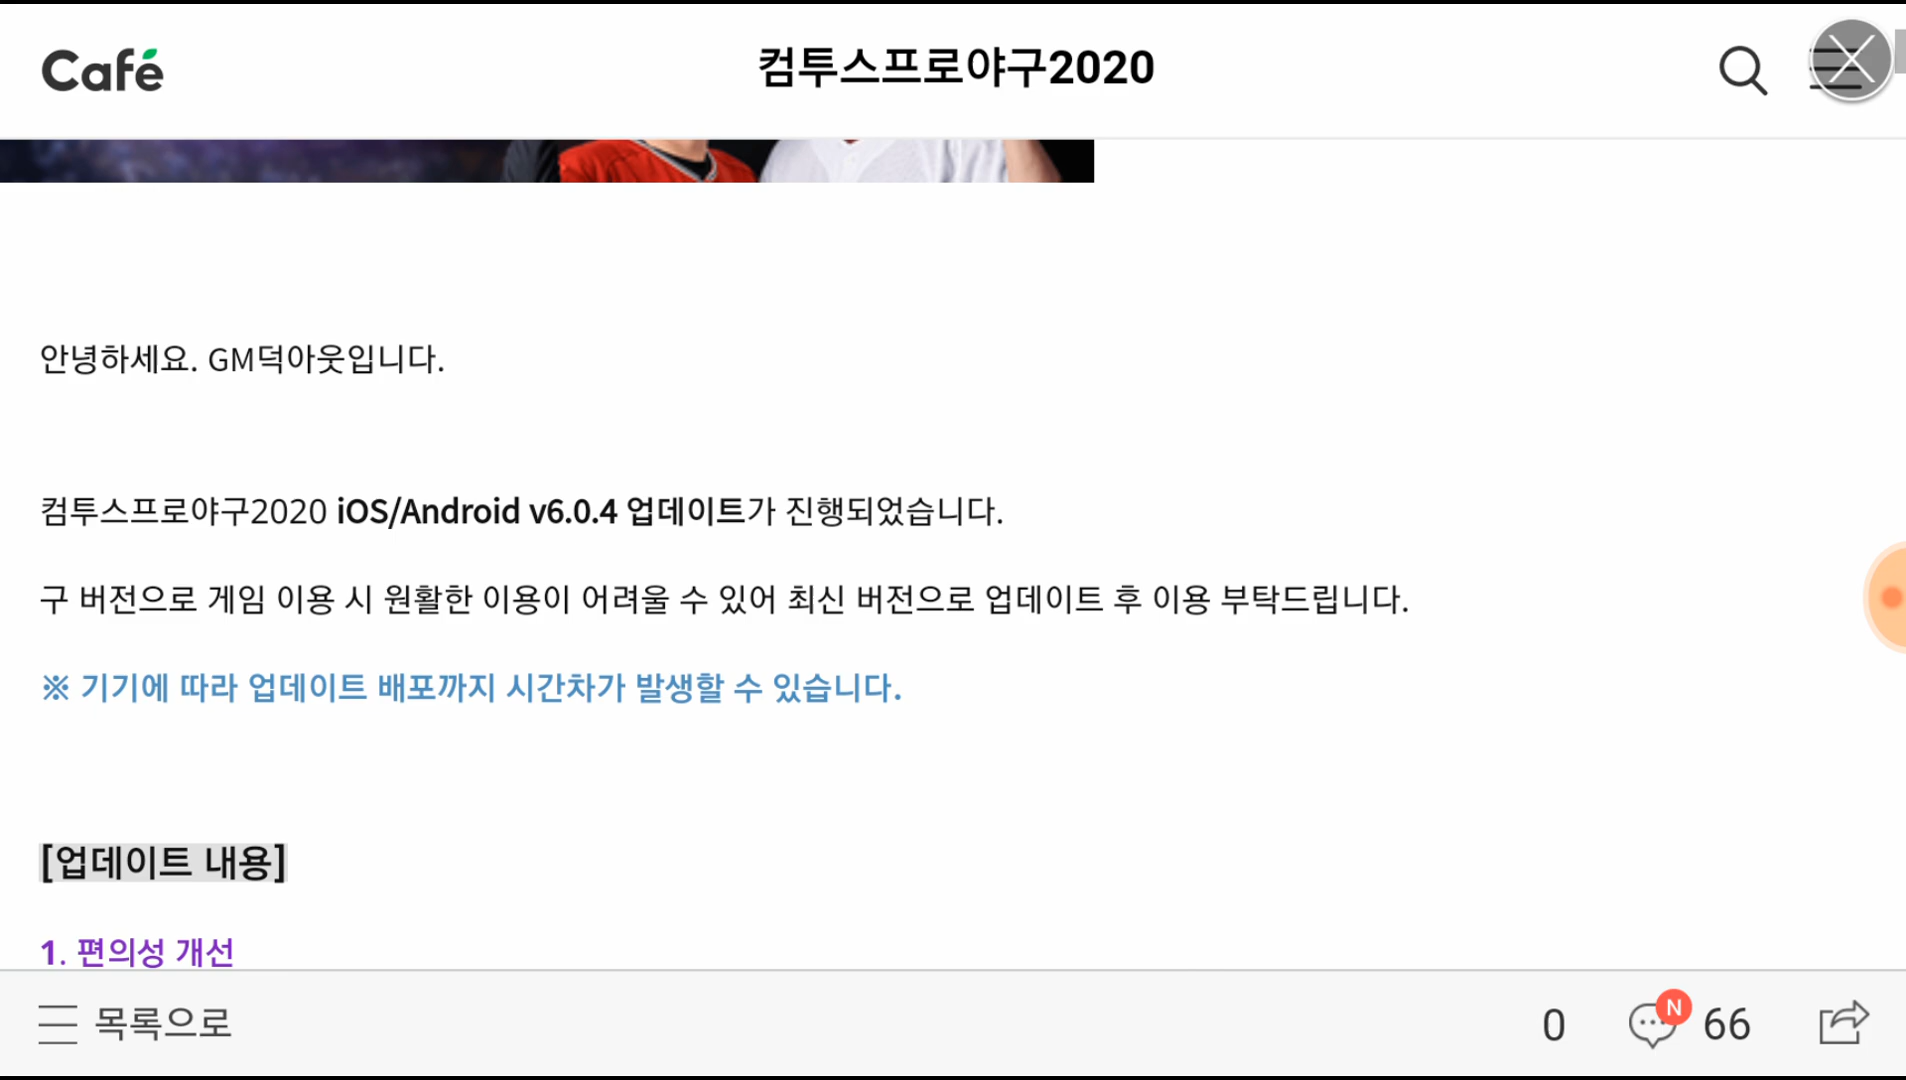 Café
컴투스프로야구2020
안녕하세요. GM덕아웃입니다.
컴투스프로야구2020 iOS/Android v6.0.4 업데이트가 진행되었습니다.
구 버전으로 게임 이용 시 원활한 이용이 어려울 수 있어 최신 버전으로 업데이트 후 이용 부탁드립니다.
※ 기기에 따라 업데이트 배포까지 시간차가 발생할 수 있습니다.
[업데이트 내용]
1. 편의성 개선
목록으로
0
N
66